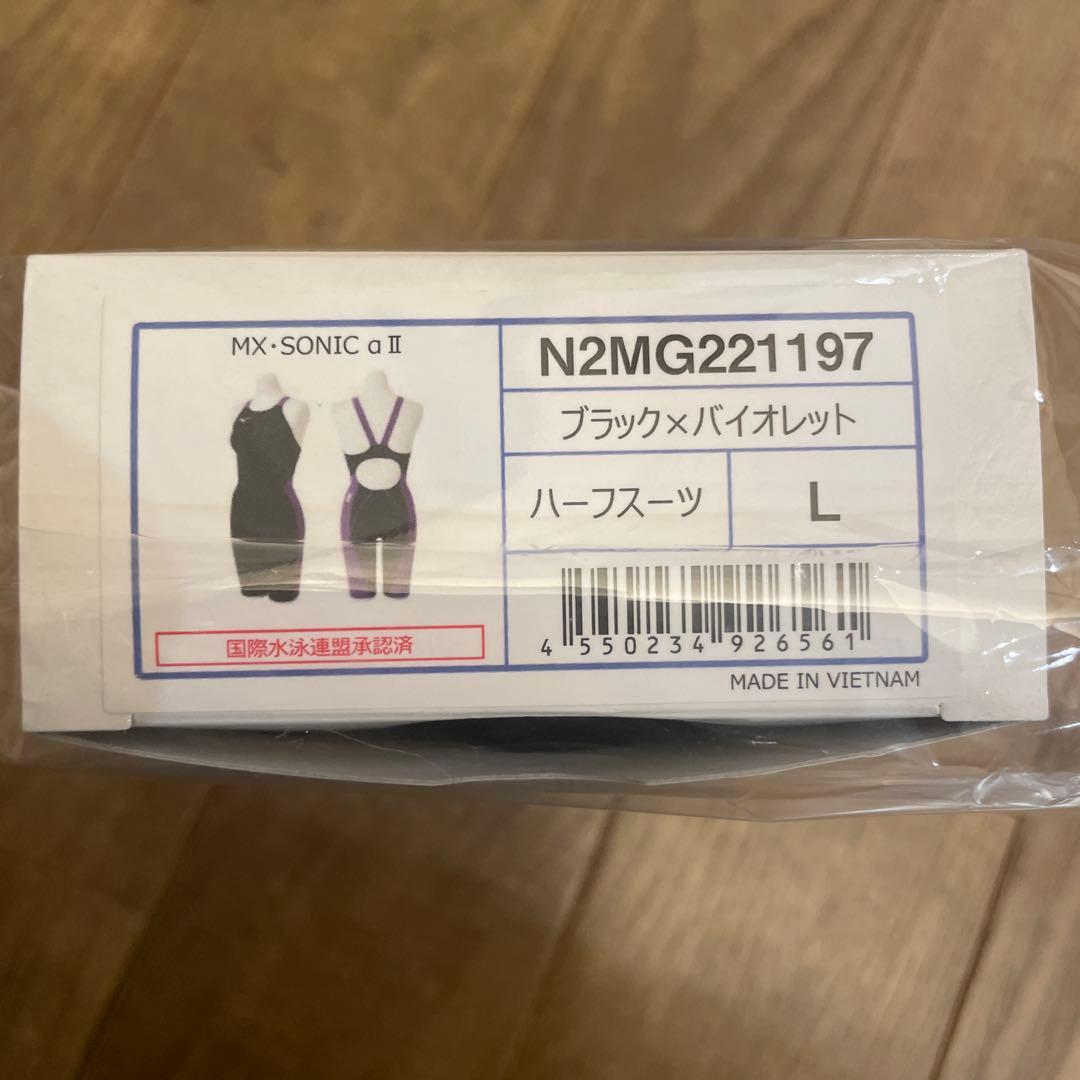 MX・SONIC αⅡ
N2MG221197
ブラック×バイオレット
ハーフスーツ
L
国際水泳連盟承認済
4 550234 926561
MADE IN VIETNAM